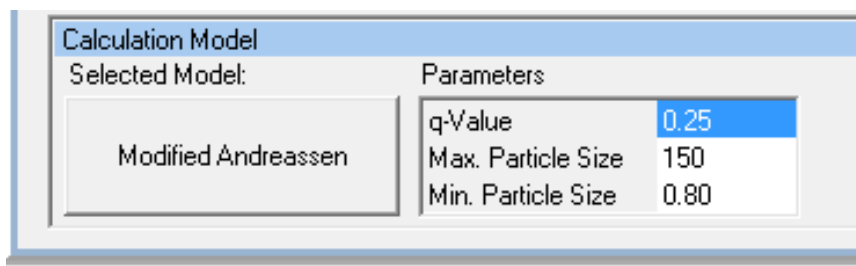 Calculation Model
Selected Model:
Parameters
Modified Andreassen
q-Value 0.25
Max. Particle Size 150
Min. Particle Size 0.80